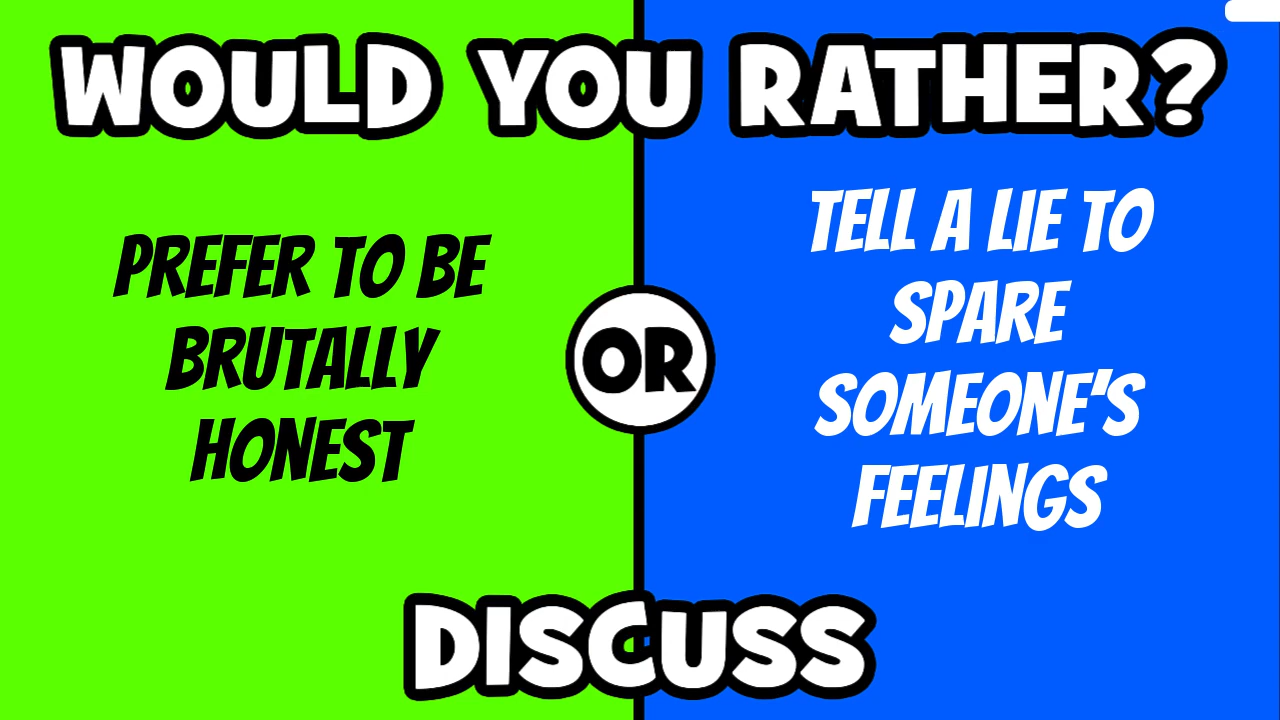 WOULD YOU RATHER?
PREFER TO BE
BRUTALLY
HONEST
OR
TELL A LIE TO
SPARE
SOMEONE'S
FEELINGS
DISCUSS